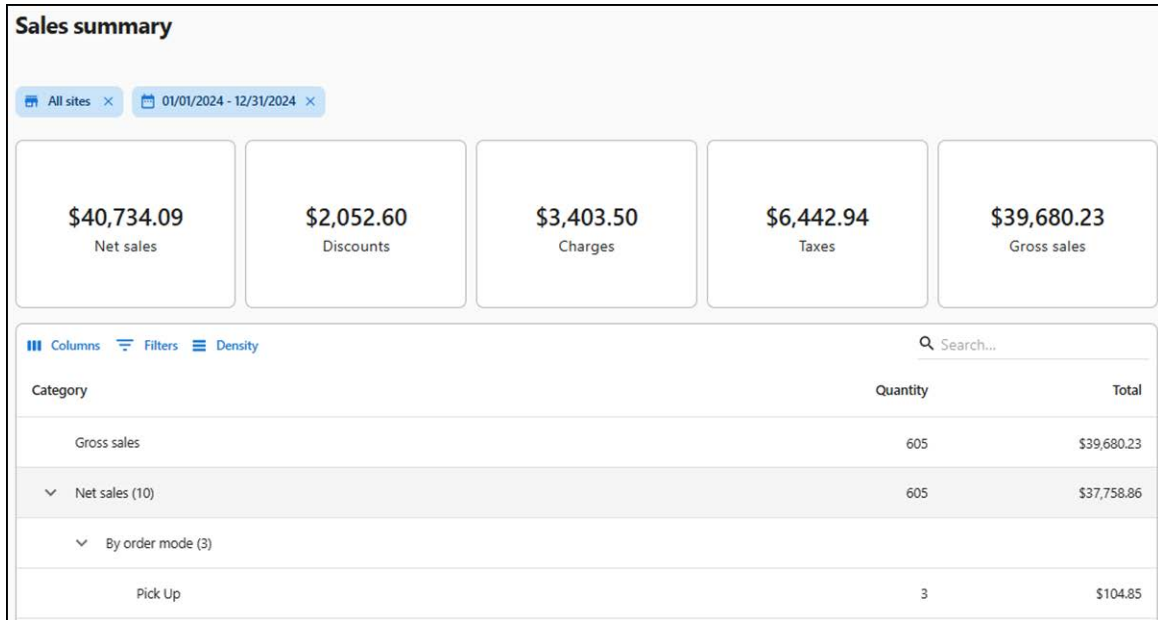 Sales summary
All sites × 01/01/2024 - 12/31/2024 ×
$40,734.09 $2,052.60 $3,403.50 $6,442.94 $39,680.23
Net sales Discounts Charges Taxes Gross sales
Columns Filters Density Search...
Category Quantity Total
Gross sales 605 $39,680.23
Net sales (10) 605 $37,758.86
By order mode (3)
Pick Up 3 $104.85